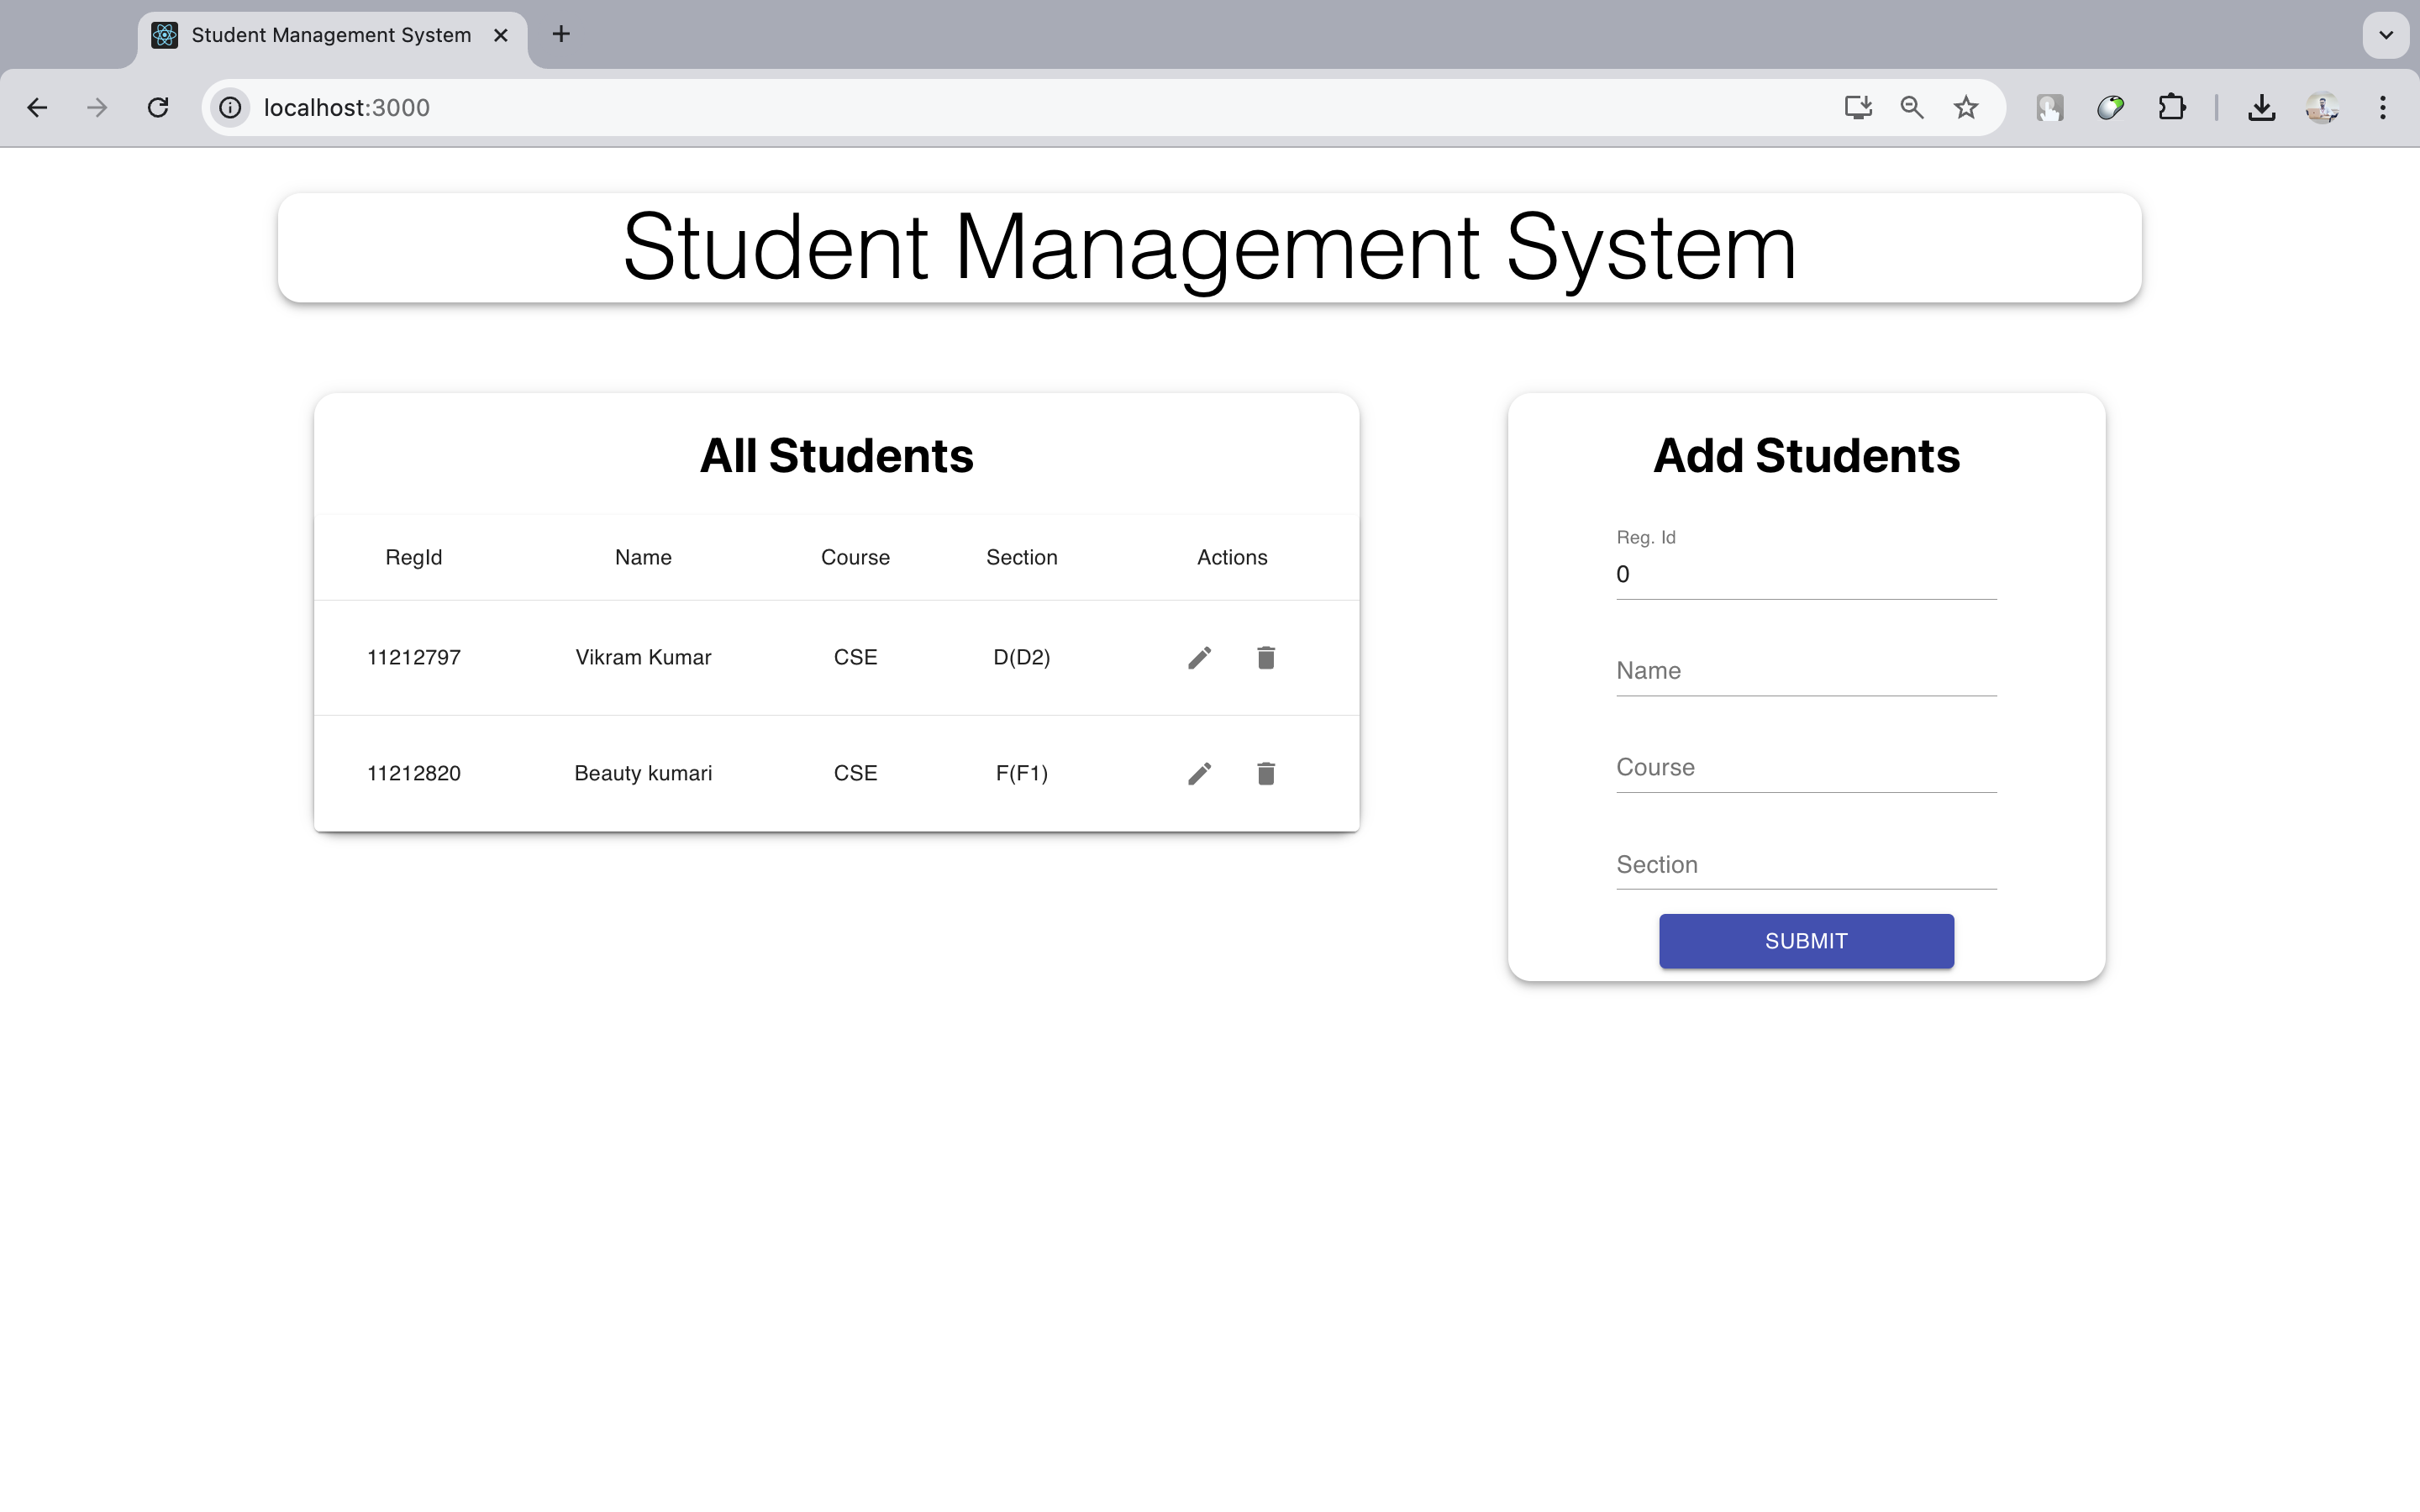 Student Management System
localhost:3000
Student Management System
All Students
RegId Name Course Section Actions
11212797 Vikram Kumar CSE D(D2)
11212820 Beauty kumari CSE F(F1)
Add Students
Reg. Id
0
Name
Course
Section
SUBMIT